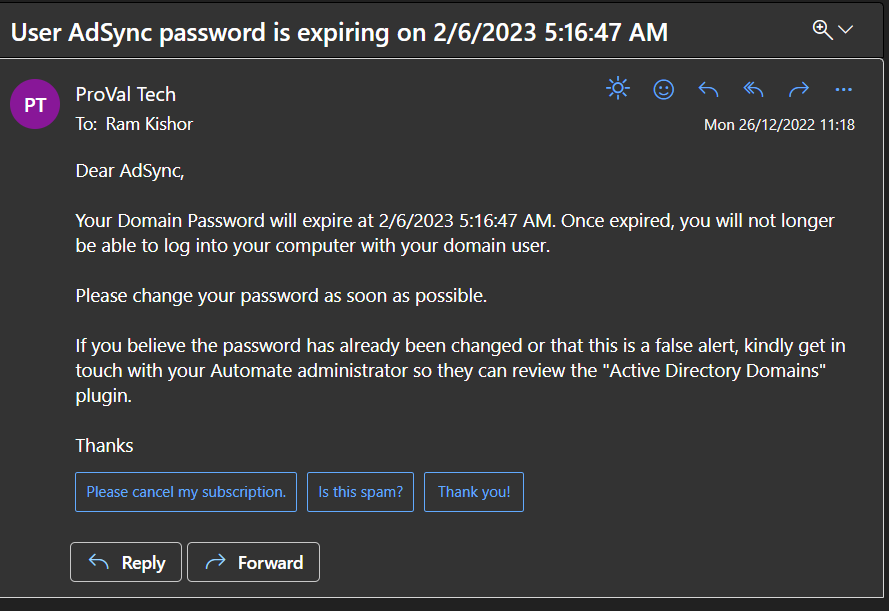 User AdSync password is expiring on 2/6/2023 5:16:47 AM
PT
ProVal Tech
To: Ram Kishor
Mon 26/12/2022 11:18
Dear AdSync,
Your Domain Password will expire at 2/6/2023 5:16:47 AM. Once expired, you will not longer
be able to log into your computer with your domain user.
Please change your password as soon as possible.
If you believe the password has already been changed or that this is a false alert, kindly get in
touch with your Automate administrator so they can review the "Active Directory Domains"
plugin.
Thanks
Please cancel my subscription.
Is this spam?
Thank you!
Reply
Forward